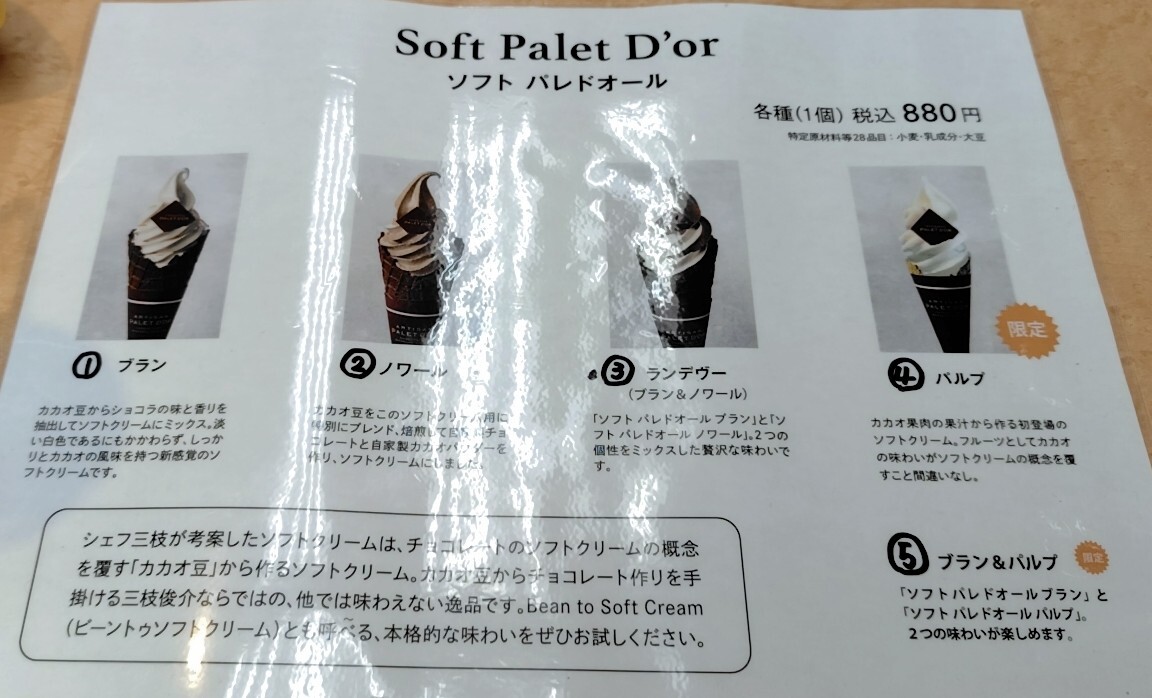 Soft Palet D'or
ソフト パレドオール
各種(1個) 税込 880円
特定原材料等28品目：小麦・乳成分・大豆
① ブラン
カカオ豆からショコラの味と香りを
抽出してソフトクリームにミックス。淡
い白色であるにもかかわらず、しっか
りとカカオの風味を持つ新感覚のソ
フトクリームです。
② ノワール
カカオ豆をこのソフトクリーム用に
特別にブレンド、焙煎して自家製チョ
コレートと自家製カカオパウダーを
作り、ソフトクリームにしました。
③ ランデヴー
(ブラン&ノワール)
「ソフト パレドオール ブラン」と「ソ
フト パレドオール ノワール」。2つの
個性をミックスした贅沢な味わいで
す。
限定
④ パルプ
カカオ果肉の果汁から作る初登場の
ソフトクリーム。フルーツとしてカカオ
の味わいがソフトクリームの概念を覆
すこと間違いなし。
⑤ ブラン&パルプ 限定
「ソフト パレドオール ブラン」と
「ソフト パレドオール パルプ」。
2つの味わいが楽しめます。
シェフ三枝が考案したソフトクリームは、チョコレートのソフトクリームの概念
を覆す「カカオ豆」から作るソフトクリーム。カカオ豆からチョコレート作りを手
掛ける三枝俊介ならではの、他では味わえない逸品です。Bean to Soft Cream
(ビーントゥソフトクリーム)とも呼べる、本格的な味わいをぜひお試しください。